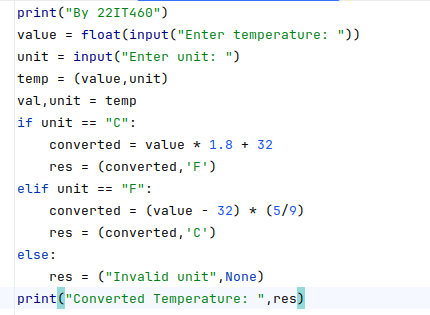 print("By 22IT460")
value = float(input("Enter temperature: "))
unit = input("Enter unit: ")
temp = (value,unit)
val,unit = temp
if unit == "C":
    converted = value * 1.8 + 32
    res = (converted,'F')
elif unit == "F":
    converted = (value - 32) * (5/9)
    res = (converted,'C')
else:
    res = ("Invalid unit",None)
print("Converted Temperature: ",res)